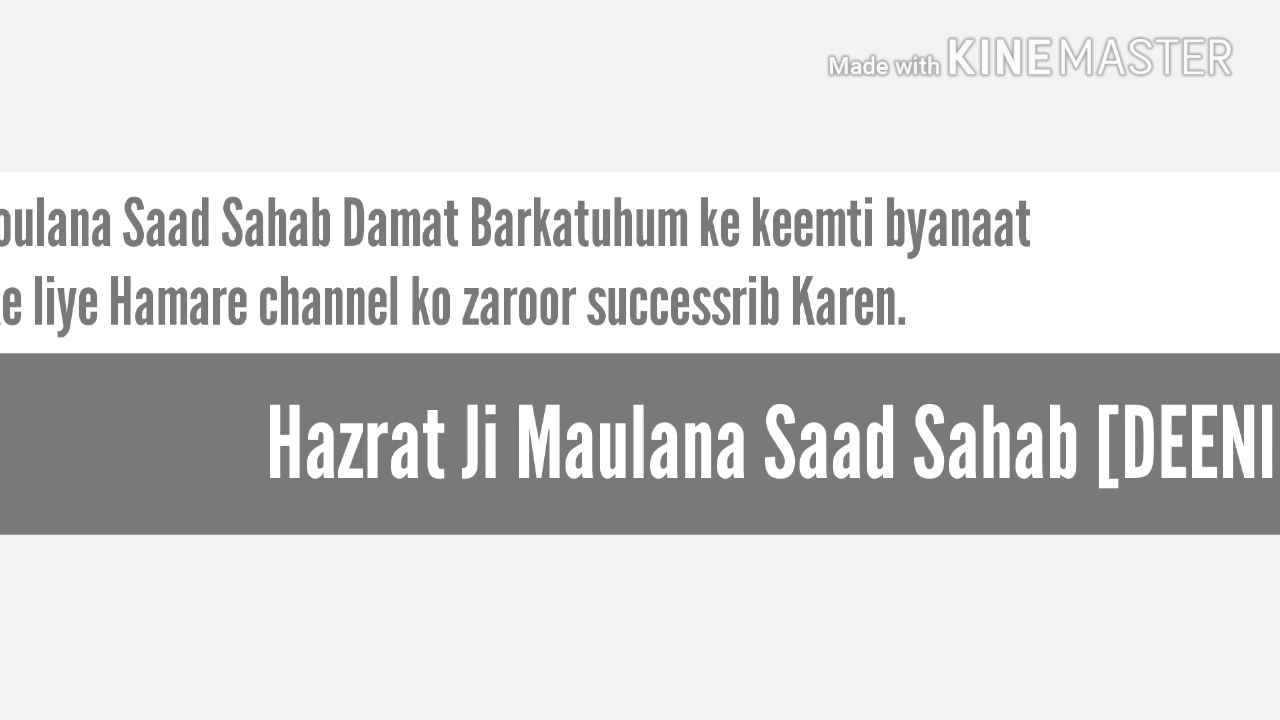 Made with KINEMASTER
oulana Saad Sahab Damat Barkatuhum ke keemti byanaat
e liye Hamare channel ko zaroor successrib Karen.
Hazrat Ji Maulana Saad Sahab [DEENI